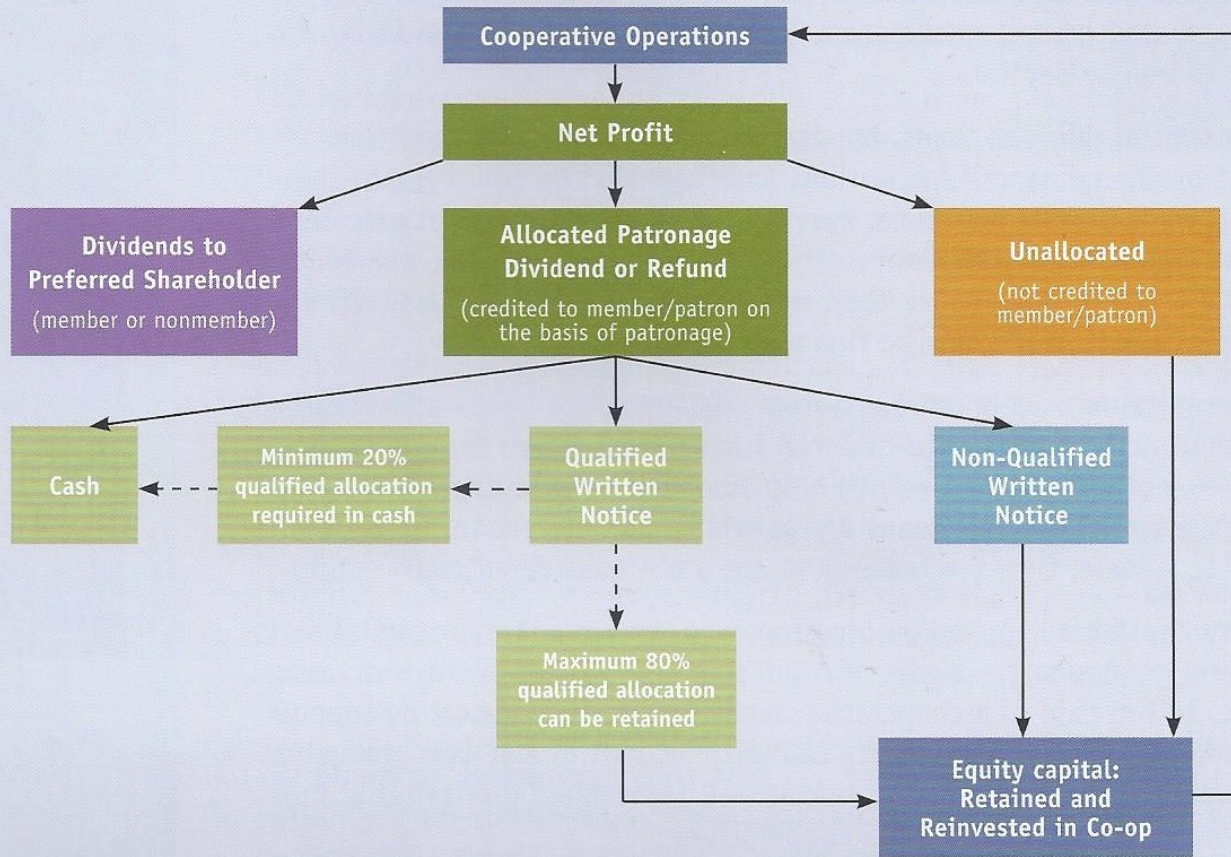 Cooperative Operations
Net Profit
Dividends to
Preferred Shareholder
(member or nonmember)
Allocated Patronage
Dividend or Refund
(credited to member/patron on
the basis of patronage)
Unallocated
(not credited to
member/patron)
Cash
Minimum 20%
qualified allocation
required in cash
Qualified
Written
Notice
Non-Qualified
Written
Notice
Maximum 80%
qualified allocation
can be retained
Equity capital:
Retained and
Reinvested in Co-op